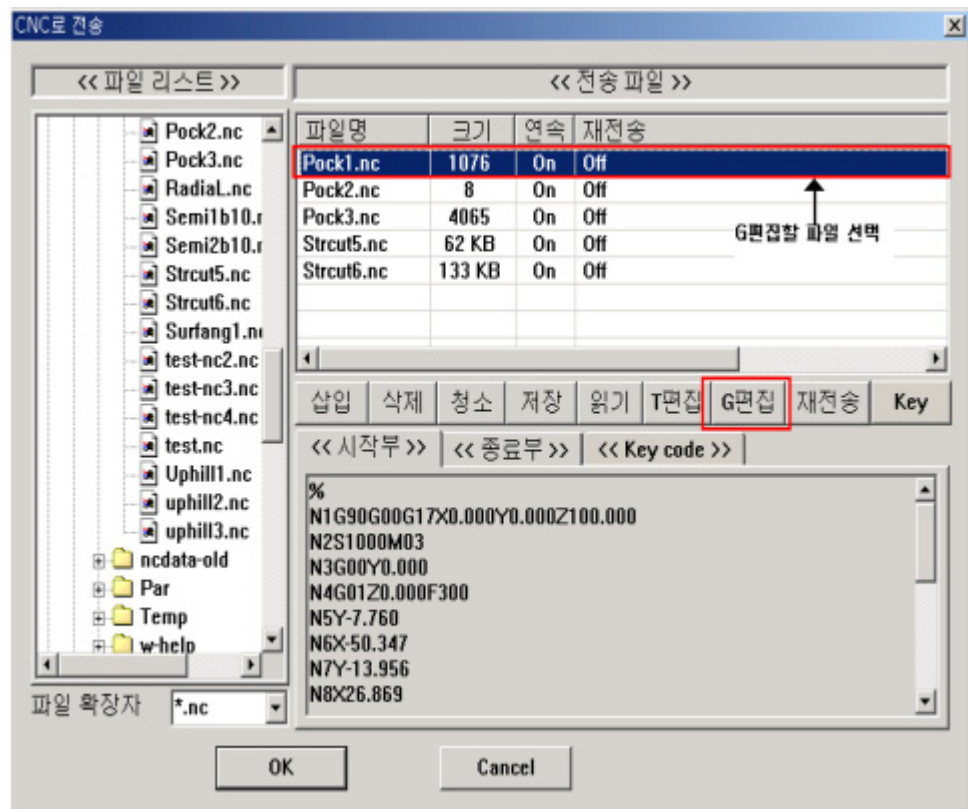 CNC로 전송
<< 파일 리스트 >>
Pock2.nc
Pock3.nc
RadiaL.nc
Semi1b10.
Semi2b10.
Strcut5.nc
Strcut6.nc
Surfang1.n
test-nc2.nc
test-nc3.nc
test-nc4.nc
test.nc
Uphill1.nc
uphill2.nc
uphill3.nc
ncdata-old
Par
Temp
w-help
파일 확장자 *.nc
<< 전송 파일 >>
파일명 크기 연속 재전송
Pock1.nc 1076 On Off
Pock2.nc 8 On Off
Pock3.nc 4065 On Off
Strcut5.nc 62 KB On Off
Strcut6.nc 133 KB On Off
G편집할 파일 선택
삽입 삭제 청소 저장 읽기 T편집 G편집 재전송 Key
<< 시작부 >> << 종료부 >> << Key code >>
%
N1G90G00G17X0.000Y0.000Z100.000
N2S1000M03
N3G00Y0.000
N4G01Z0.000F300
N5Y-7.760
N6X-50.347
N7Y-13.956
N8X26.869
OK Cancel